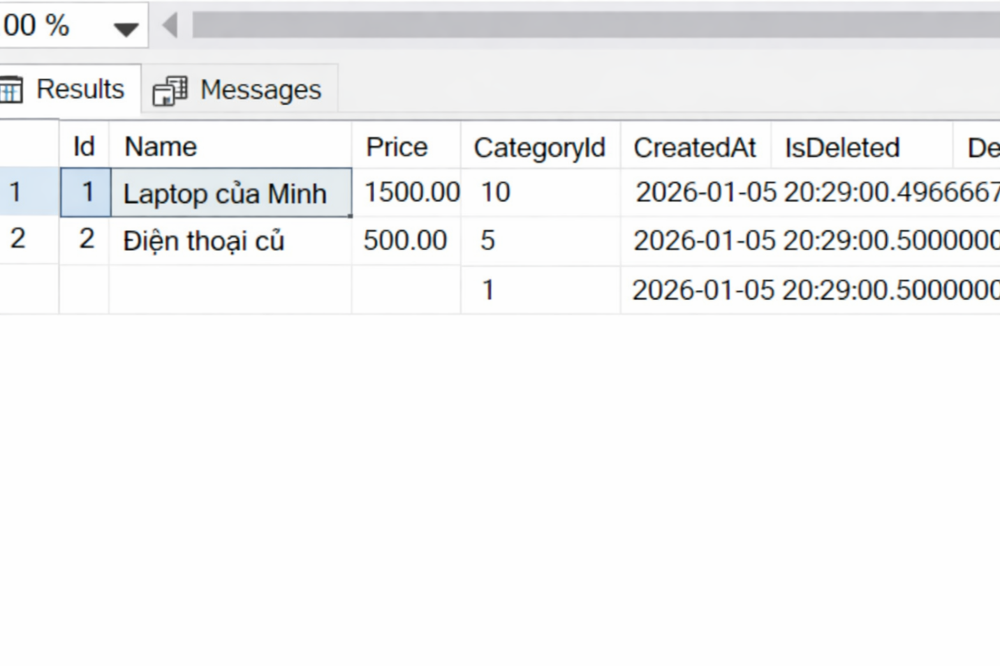 00 %
Results Messages
Id Name Price CategoryId CreatedAt IsDeleted De
1 1 Laptop của Minh 1500.00 10 2026-01-05 20:29:00.4966667
2 2 Điện thoại củ 500.00 5 2026-01-05 20:29:00.5000000
1 2026-01-05 20:29:00.5000000